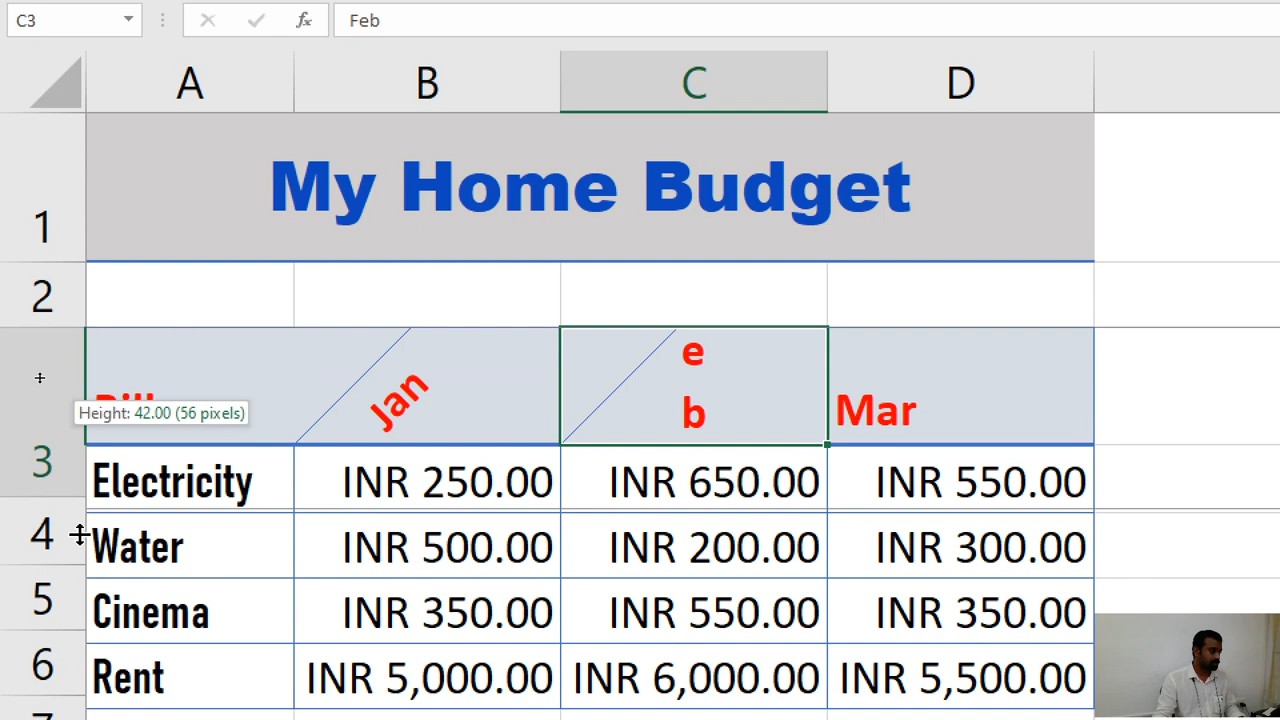 C3 fx Feb
A B C D
1 My Home Budget
2
3 Bill Jan e b Mar
Height: 42.00 (56 pixels)
Electricity INR 250.00 INR 650.00 INR 550.00
4 Water INR 500.00 INR 200.00 INR 300.00
5 Cinema INR 350.00 INR 550.00 INR 350.00
6 Rent INR 5,000.00 INR 6,000.00 INR 5,500.00
7